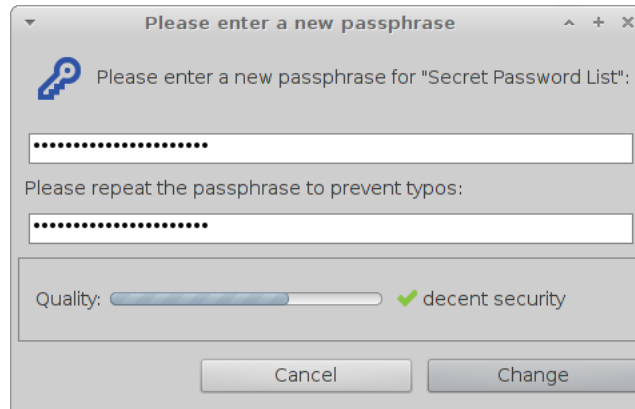 Please enter a new passphrase
Please enter a new passphrase for "Secret Password List":
••••••••••••••••••••••
Please repeat the passphrase to prevent typos:
••••••••••••••••••••••
Quality: decent security
Cancel Change